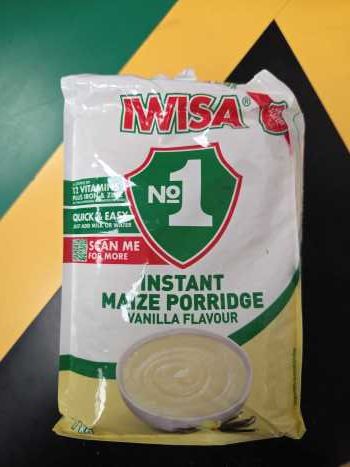 IWISA®
No 1
12 VITAMINS
PLUS IRON & ZINC
QUICK & EASY
JUST ADD MILK OR WATER
SCAN ME
FOR MORE
INSTANT
MAIZE PORRIDGE
VANILLA FLAVOUR